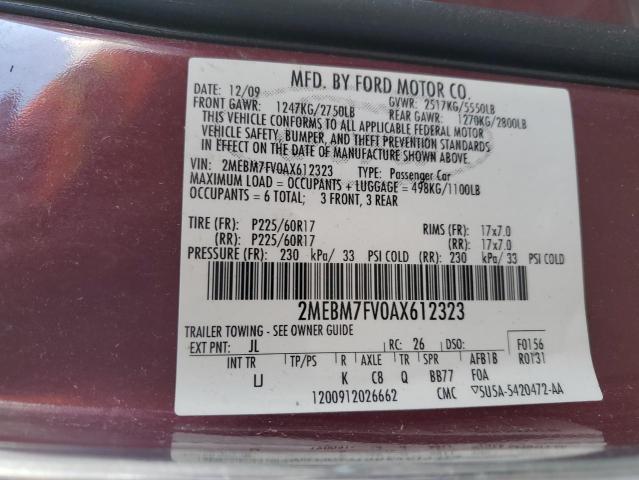 MFD. BY FORD MOTOR CO.
DATE: 12/09 GVWR: 2517KG/5550LB
FRONT GAWR: 1247KG/2750LB REAR GAWR: 1270KG/2800LB
THIS VEHICLE CONFORMS TO ALL APPLICABLE FEDERAL MOTOR
VEHICLE SAFETY, BUMPER, AND THEFT PREVENTION STANDARDS
IN EFFECT ON THE DATE OF MANUFACTURE SHOWN ABOVE.
VIN: 2MEBM7FV0AX612323 TYPE: Passenger Car
MAXIMUM LOAD = OCCUPANTS + LUGGAGE = 498KG/1100LB
OCCUPANTS = 6 TOTAL; 3 FRONT, 3 REAR
TIRE (FR): P225/60R17 RIMS (FR): 17x7.0
(RR): P225/60R17 (RR): 17x7.0
PRESSURE (FR): 230 kPa/ 33 PSI COLD (RR): 230 kPa/ 33 PSI COLD
2MEBM7FV0AX612323
TRAILER TOWING - SEE OWNER GUIDE
EXT PNT: JL RC: 26 DSO: F0156
R0131
INT TR TP/PS R AXLE TR SPR AFB1B
LJ K C8 Q BB77 F0A
1200912026662 CMC ▽5U5A-5420472-AA